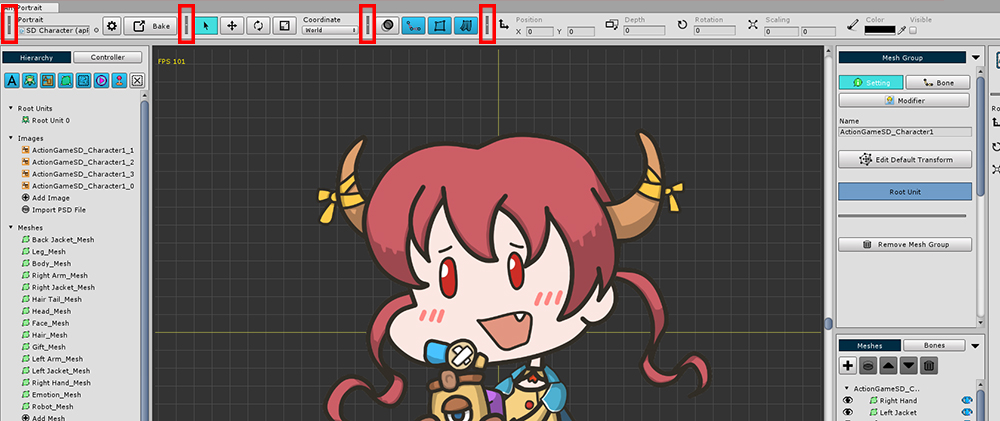 Portrait
SD Character (apl
Bake
Coordinate
World
Position
X 0 Y 0
Depth
0
Rotation
0
Scaling
0 0
Color
Visible
Hierarchy
Controller
FPS 101
Root Units
Root Unit 0
Images
ActionGameSD_Character1_1
ActionGameSD_Character1_2
ActionGameSD_Character1_3
ActionGameSD_Character1_0
Add Image
Import PSD File
Meshes
Back Jacket_Mesh
Leg_Mesh
Body_Mesh
Right Arm_Mesh
Right Jacket_Mesh
Hair Tail_Mesh
Head_Mesh
Face_Mesh
Hair_Mesh
Gift_Mesh
Left Arm_Mesh
Left Jacket_Mesh
Right Hand_Mesh
Emotion_Mesh
Robot_Mesh
Add Mesh
Mesh Group
Setting
Bone
Modifier
Name
ActionGameSD_Character1
Edit Default Transform
Root Unit
Remove Mesh Group
Ro
Meshes
Bones
ActionGameSD_C..
Right Hand
Left Jacket